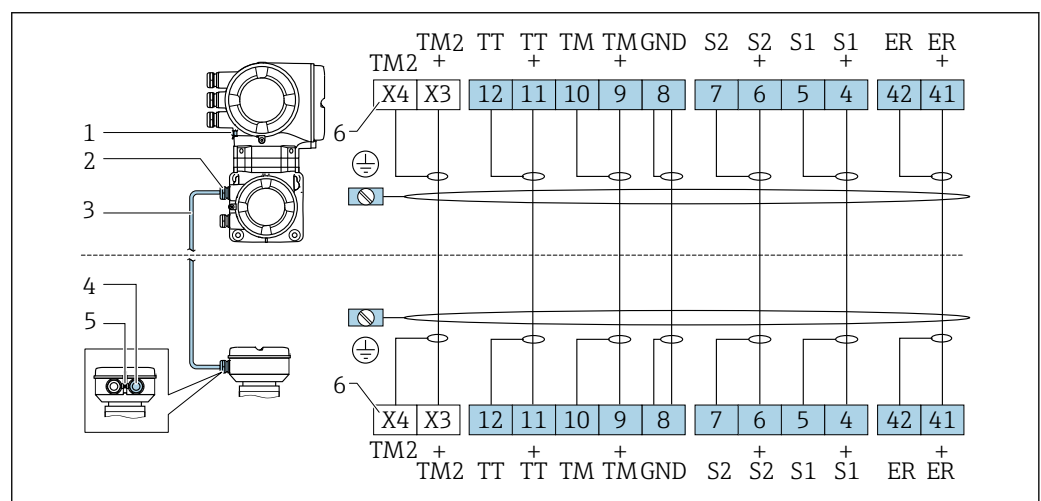 TM2 TT TT TM TM GND S2 S2 S1 S1 ER ER
TM2 + + + + + +
X4 X3 12 11 10 9 8 7 6 5 4 42 41
6
1
2
3
4
5
6
X4 X3 12 11 10 9 8 7 6 5 4 42 41
TM2 + + + + + +
TM2 TT TT TM TM GND S2 S2 S1 S1 ER ER